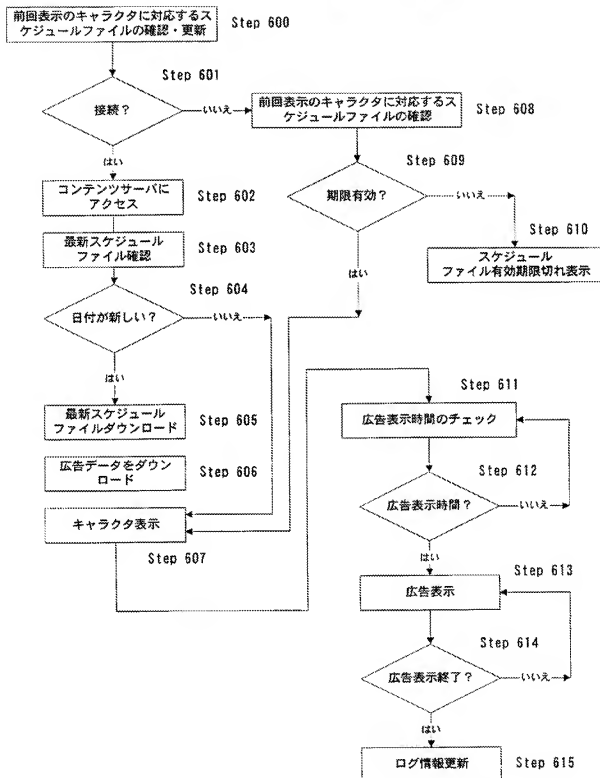 前回表示のキャラクタに対応するス
ケジュールファイルの確認・更新
Step 600
Step 601
接続?
いいえ
はい
前回表示のキャラクタに対応するス
ケジュールファイルの確認
Step 608
Step 609
期限有効?
いいえ
はい
Step 610
スケジュール
ファイル有効期限切れ表示
コンテンツサーバに
アクセス
Step 602
最新スケジュール
ファイル確認
Step 603
Step 604
日付が新しい?
いいえ
はい
最新スケジュール
ファイルダウンロード
Step 605
広告データをダウン
ロード
Step 606
キャラクタ表示
Step 607
Step 611
広告表示時間のチェック
Step 612
広告表示時間?
いいえ
はい
Step 613
広告表示
Step 614
広告表示終了?
いいえ
はい
ログ情報更新
Step 615